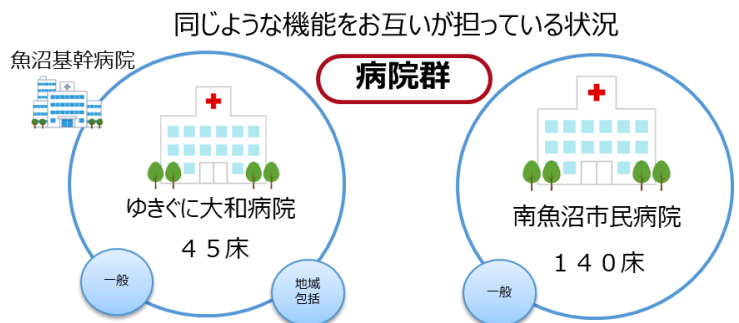 同じような機能をお互いが担っている状況
魚沼基幹病院
病院群
ゆきぐに大和病院
４５床
一般
地域
包括
南魚沼市民病院
１４０床
一般